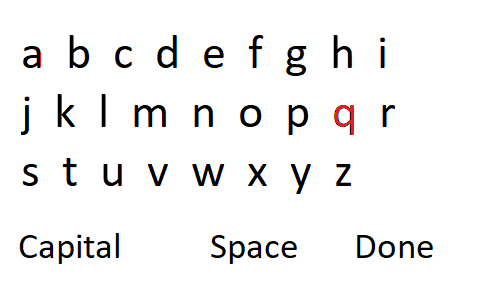 a b c d e f g h i
j k l m n o p q r
s t u v w x y z
Capital Space Done